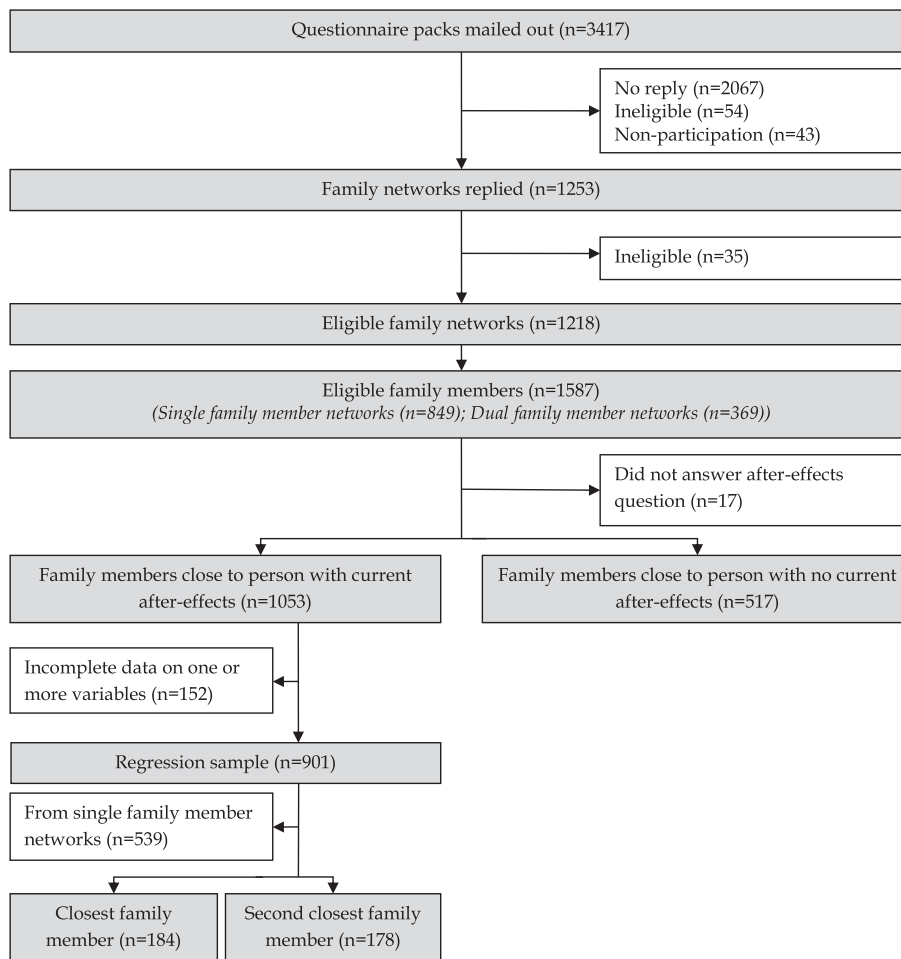 Questionnaire packs mailed out (n=3417)
No reply (n=2067)
Ineligible (n=54)
Non-participation (n=43)
Family networks replied (n=1253)
Ineligible (n=35)
Eligible family networks (n=1218)
Eligible family members (n=1587)
(Single family member networks (n=849); Dual family member networks (n=369))
Did not answer after-effects
question (n=17)
Family members close to person with current
after-effects (n=1053)
Family members close to person with no current
after-effects (n=517)
Incomplete data on one or
more variables (n=152)
Regression sample (n=901)
From single family member
networks (n=539)
Closest family
member (n=184)
Second closest family
member (n=178)